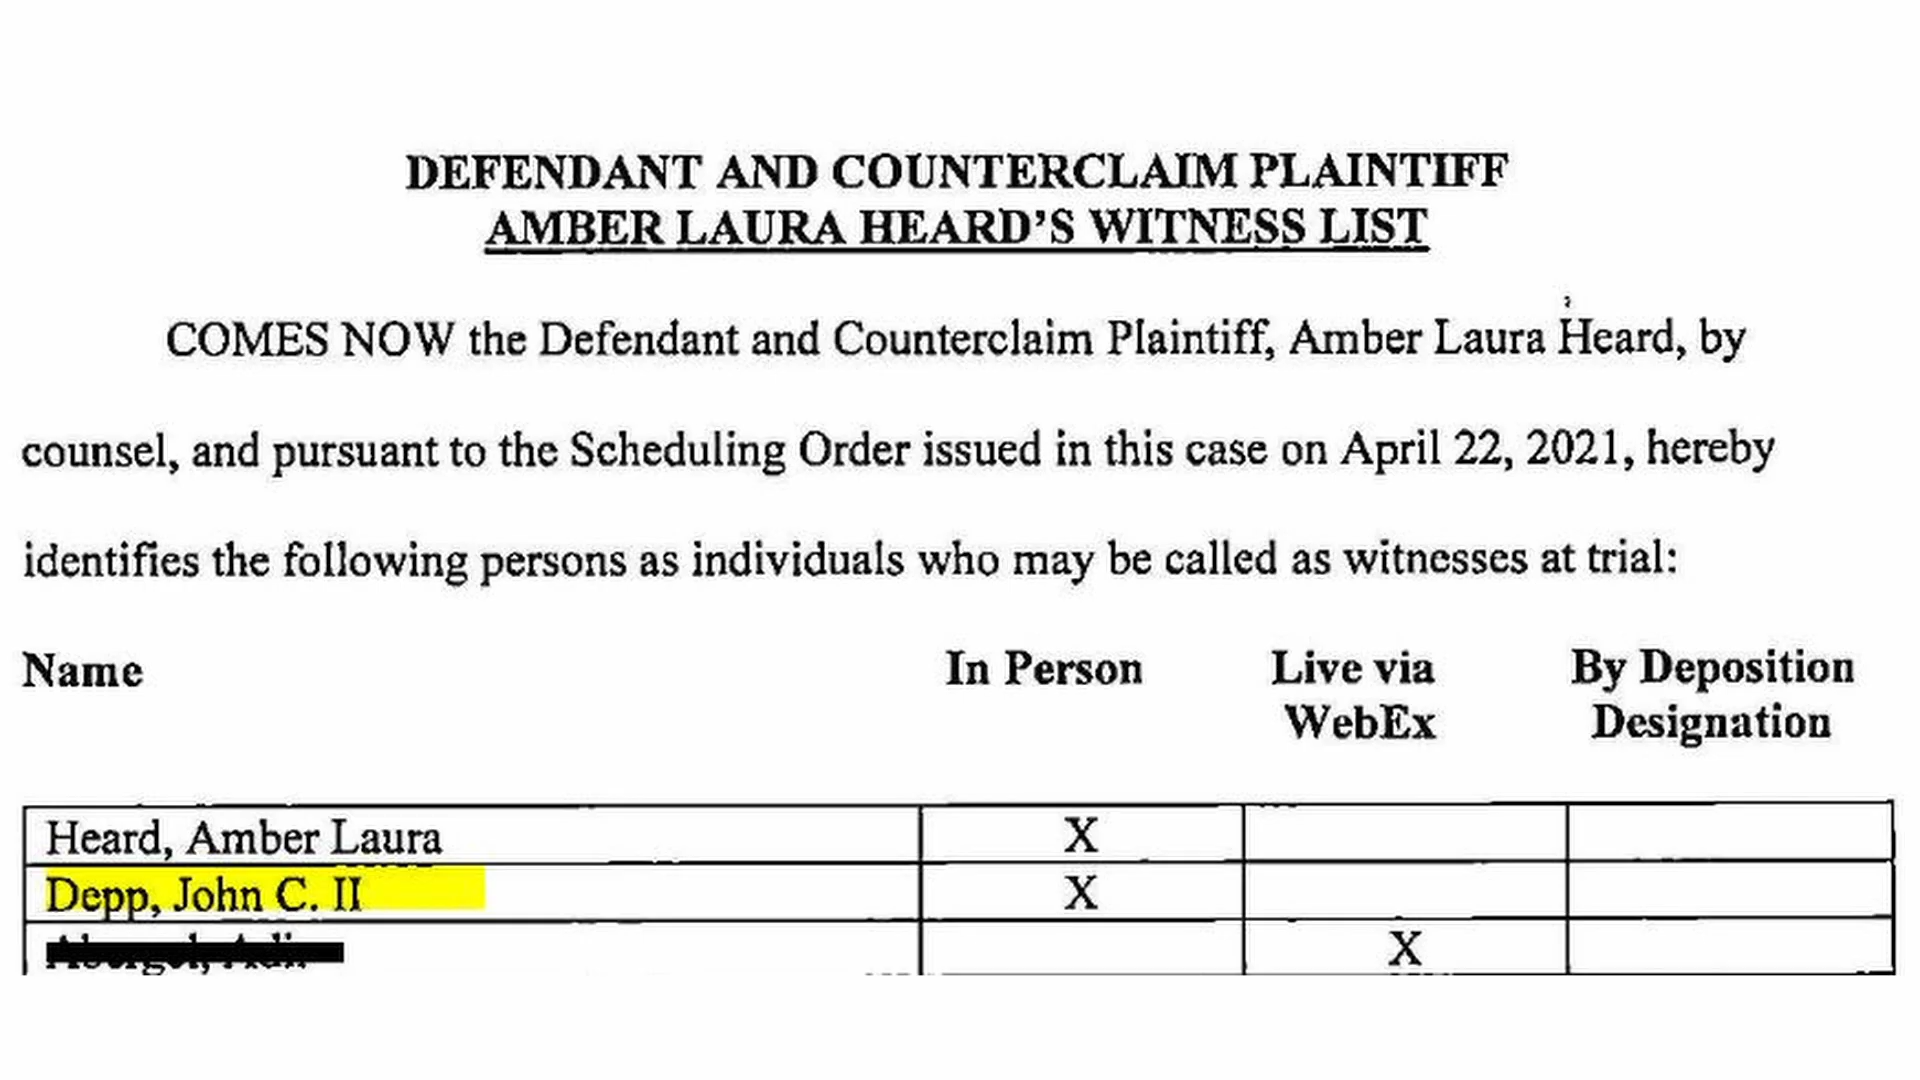 DEFENDANT AND COUNTERCLAIM PLAINTIFF
AMBER LAURA HEARD'S WITNESS LIST
COMES NOW the Defendant and Counterclaim Plaintiff, Amber Laura Heard, by
counsel, and pursuant to the Scheduling Order issued in this case on April 22, 2021, hereby
identifies the following persons as individuals who may be called as witnesses at trial:
Name In Person Live via WebEx By Deposition Designation
Heard, Amber Laura X
Depp, John C. II X
X